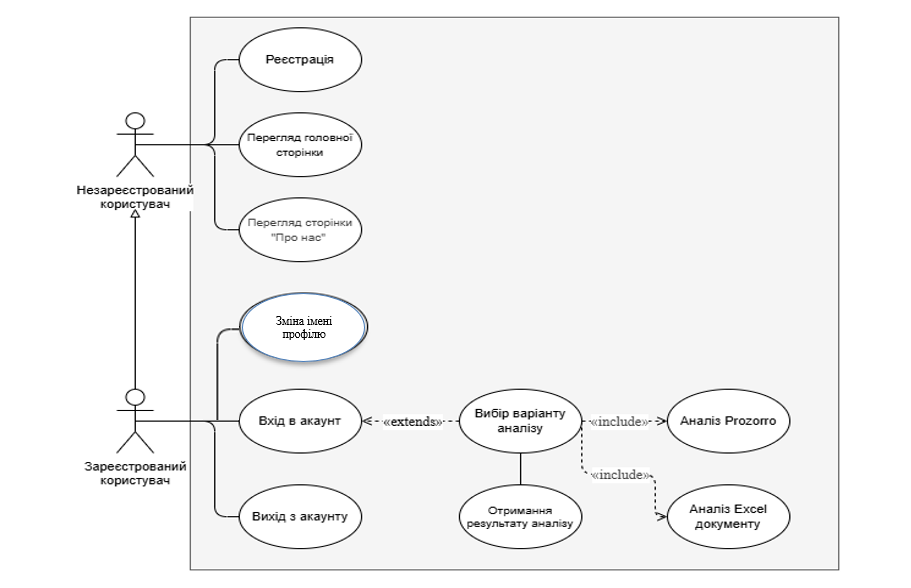 Реєстрація
Перегляд головної
сторінки
Незареєстрований
користувач
Перегляд сторінки
"Про нас"
Зміна імені
профілю
Вхід в акаунт
«extends»
Вибір варіанту
аналізу
«include»
Аналіз Prozorro
Зареєстрований
користувач
«include»
Вихід з акаунту
Отримання
результату аналізу
Аналіз Excel
документу